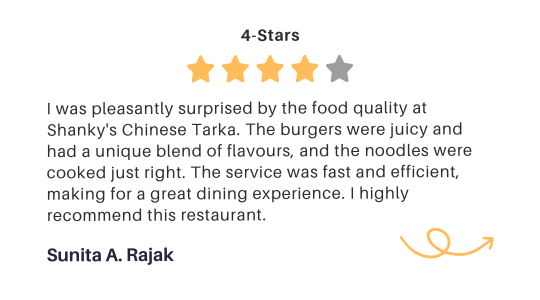 4-Stars
I was pleasantly surprised by the food quality at
Shanky's Chinese Tarka. The burgers were juicy and
had a unique blend of flavours, and the noodles were
cooked just right. The service was fast and efficient,
making for a great dining experience. I highly
recommend this restaurant.
Sunita A. Rajak